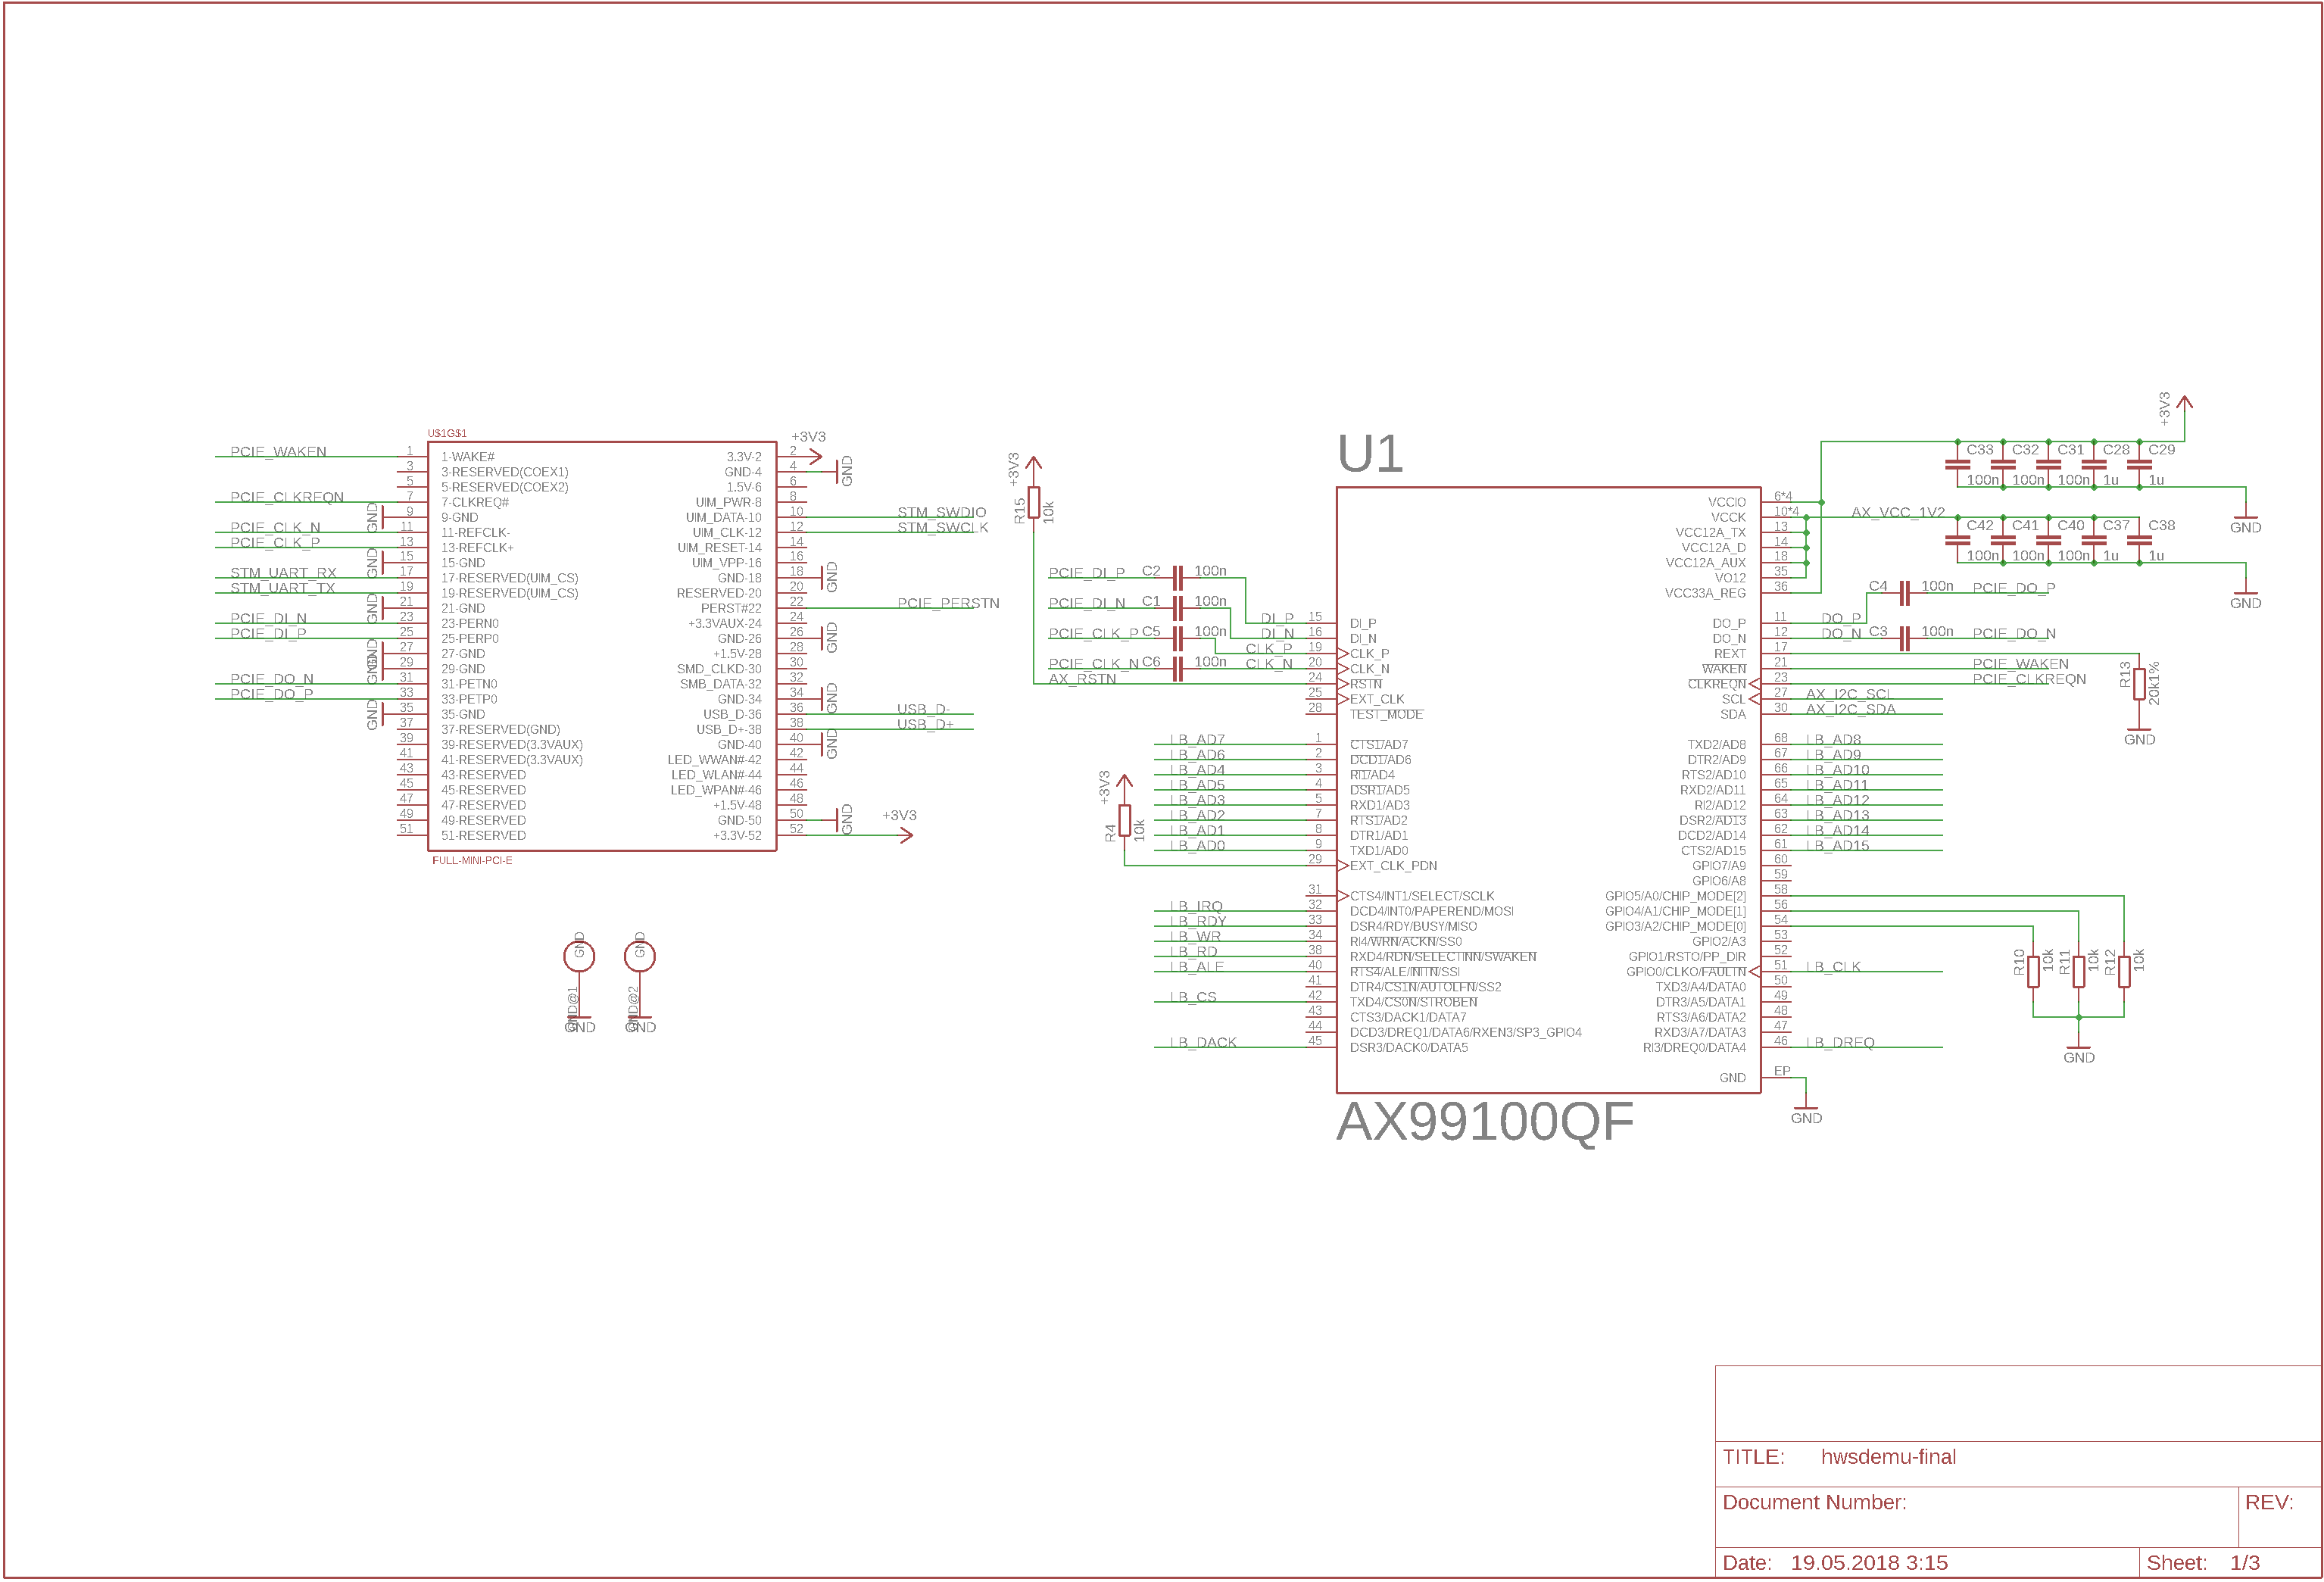 U$1G$1
PCIE_WAKEN 1 1-WAKE#
3 3-RESERVED(COEX1)
5 5-RESERVED(COEX2)
PCIE_CLKREQN 7 7-CLKREQ#
GND 9 9-GND
PCIE_CLK_N 11 11-REFCLK-
PCIE_CLK_P 13 13-REFCLK+
GND 15 15-GND
STM_UART_RX 17 17-RESERVED(UIM_CS)
STM_UART_TX 19 19-RESERVED(UIM_CS)
GND 21 21-GND
PCIE_DI_N 23 23-PERN0
PCIE_DI_P 25 25-PERP0
GND 27 27-GND
GND 29 29-GND
PCIE_DO_N 31 31-PETN0
PCIE_DO_P 33 33-PETP0
GND 35 35-GND
37 37-RESERVED(GND)
39 39-RESERVED(3.3VAUX)
41 41-RESERVED(3.3VAUX)
43 43-RESERVED
45 45-RESERVED
47 47-RESERVED
49 49-RESERVED
51 51-RESERVED
FULL-MINI-PCI-E
+3V3
3.3V-2 2
GND-4 4 GND
1.5V-6 6
UIM_PWR-8 8
UIM_DATA-10 10 STM_SWDIO
UIM_CLK-12 12 STM_SWCLK
UIM_RESET-14 14
UIM_VPP-16 16
GND-18 18 GND
RESERVED-20 20
PERST#22 22 PCIE_PERSTN
+3.3VAUX-24 24
GND-26 26 GND
+1.5V-28 28
SMD_CLKD-30 30
SMB_DATA-32 32
GND-34 34 GND
USB_D-36 36 USB_D-
USB_D+-38 38 USB_D+
GND-40 40 GND
LED_WWAN#-42 42
LED_WLAN#-44 44
LED_WPAN#-46 46
+1.5V-48 48
GND-50 50 GND
+3.3V-52 52 +3V3
GND GND
GND@1 GND@2
GND GND
+3V3
R15 10k
PCIE_DI_P C2 100n DI_P
PCIE_DI_N C1 100n DI_N
PCIE_CLK_P C5 100n CLK_P
PCIE_CLK_N C6 100n CLK_N
AX_RSTN
+3V3
R4 10k
U1
15 DI_P
16 DI_N
19 CLK_P
20 CLK_N
24 RSTN
25 EXT_CLK
28 TEST_MODE
LB_AD7 1 CTS1/AD7
LB_AD6 2 DCD1/AD6
LB_AD4 3 RI1/AD4
LB_AD5 4 DSR1/AD5
LB_AD3 5 RXD1/AD3
LB_AD2 7 RTS1/AD2
LB_AD1 8 DTR1/AD1
LB_AD0 9 TXD1/AD0
29 EXT_CLK_PDN
31 CTS4/INT1/SELECT/SCLK
LB_IRQ 32 DCD4/INT0/PAPEREND/MOSI
LB_RDY 33 DSR4/RDY/BUSY/MISO
LB_WR 34 RI4/WRN/ACKN/SS0
LB_RD 38 RXD4/RDN/SELECTINN/SWAKEN
LB_ALE 40 RTS4/ALE/INITN/SSI
41 DTR4/CS1N/AUTOLFN/SS2
LB_CS 42 TXD4/CS0N/STROBEN
43 CTS3/DACK1/DATA7
44 DCD3/DREQ1/DATA6/RXEN3/SP3_GPIO4
LB_DACK 45 DSR3/DACK0/DATA5
AX99100QF
VCCIO 6*4
VCCK 10*4 AX_VCC_1V2
VCC12A_TX 13
VCC12A_D 14
VCC12A_AUX 18
VO12 35
VCC33A_REG 36
DO_P 11 DO_P C4 100n PCIE_DO_P
DO_N 12 DO_N C3 100n PCIE_DO_N
REXT 17
WAKEN 21 PCIE_WAKEN
CLKREQN 23 PCIE_CLKREQN
SCL 27 AX_I2C_SCL
SDA 30 AX_I2C_SDA
TXD2/AD8 68 LB_AD8
DTR2/AD9 67 LB_AD9
RTS2/AD10 66 LB_AD10
RXD2/AD11 65 LB_AD11
RI2/AD12 64 LB_AD12
DSR2/AD13 63 LB_AD13
DCD2/AD14 62 LB_AD14
CTS2/AD15 61 LB_AD15
GPIO7/A9 60
GPIO6/A8 59
GPIO5/A0/CHIP_MODE[2] 58
GPIO4/A1/CHIP_MODE[1] 56
GPIO3/A2/CHIP_MODE[0] 54
GPIO2/A3 53
GPIO1/RSTO/PP_DIR 52
GPIO0/CLKO/FAULTN 51 LB_CLK
TXD3/A4/DATA0 50
DTR3/A5/DATA1 49
RTS3/A6/DATA2 48
RXD3/A7/DATA3 47
RI3/DREQ0/DATA4 46 LB_DREQ
GND EP
GND
+3V3
C33 C32 C31 C28 C29
100n 100n 100n 1u 1u
GND
C42 C41 C40 C37 C38
100n 100n 100n 1u 1u
GND
R13 20k1%
GND
R10 10k R11 10k R12 10k
GND
TITLE: hwsdemu-final
Document Number:
REV:
Date: 19.05.2018 3:15
Sheet: 1/3